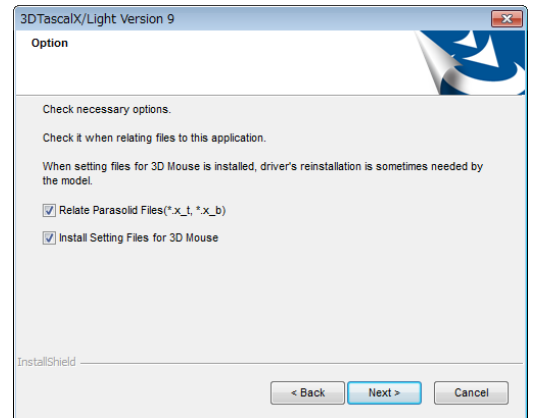 3DTascalX/Light Version 9
Option
Check necessary options.
Check it when relating files to this application.
When setting files for 3D Mouse is installed, driver's reinstallation is sometimes needed by
the model.
Relate Parasolid Files(*.x_t, *.x_b)
Install Setting Files for 3D Mouse
InstallShield
< Back
Next >
Cancel